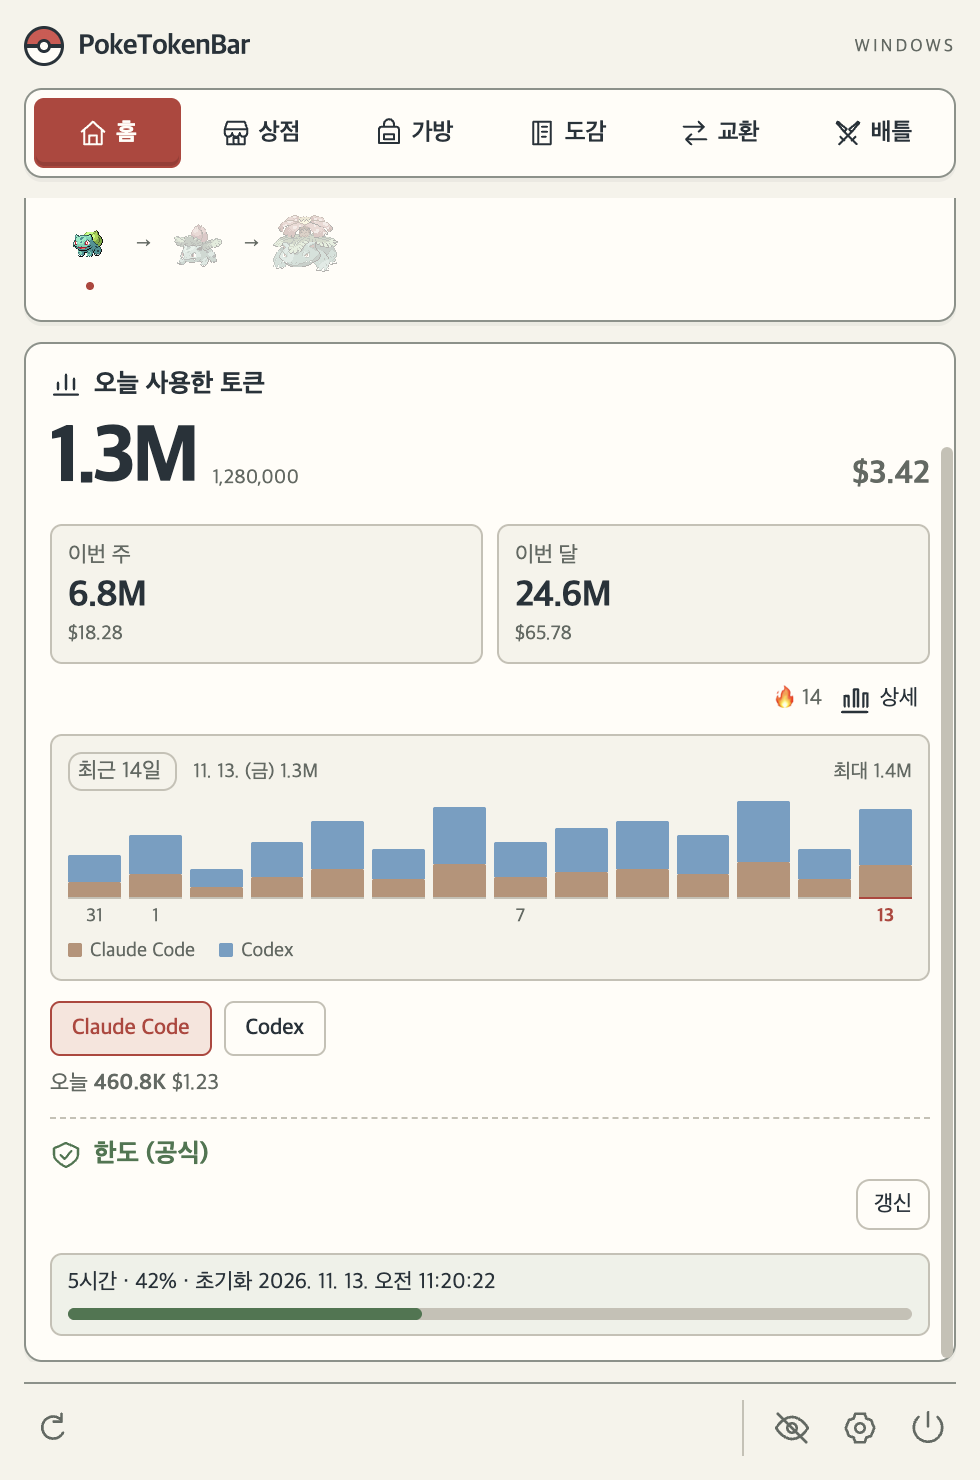 PokeTokenBar
WINDOWS
홈 상점 가방 도감 교환 배틀
→ →
오늘 사용한 토큰
1.3M 1,280,000 $3.42
이번 주
6.8M
$18.28
이번 달
24.6M
$65.78
🔥 14 상세
최근 14일 11. 13. (금) 1.3M 최대 1.4M
31 1 7 13
Claude Code Codex
Claude Code Codex
오늘 460.8K $1.23
한도 (공식)
갱신
5시간 · 42% · 초기화 2026. 11. 13. 오전 11:20:22